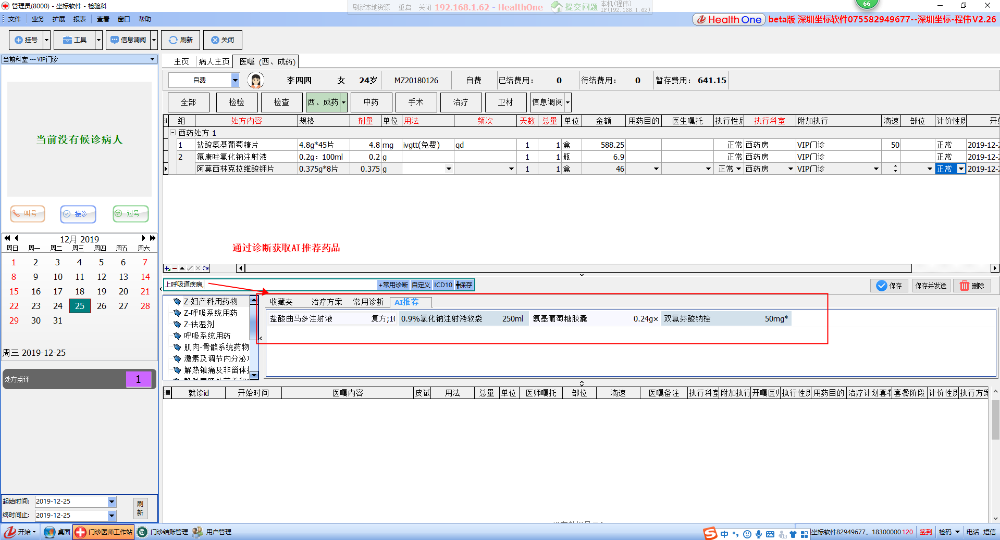 管理员(8000) - 坐标软件 - 检验科
刷新本地资源 重启 关闭 192.168.1.62 - HealthOne 提交问题 本机(程伟) IP(192.168.1.62)
66
文件 业务 扩展 报表 查看 窗口 帮助
Health One beta版 深圳坐标软件075582949677--深圳坐标-程伟 V2.26
挂号 工具 信息调阅 刷新 关闭
当前科室 --- VIP门诊
当前没有候诊病人
叫号 接诊 过号
12月 2019
周日 周一 周二 周三 周四 周五 周六
1 2 3 4 5 6 7
8 9 10 11 12 13 14
15 16 17 18 19 20 21
22 23 24 25 26 27 28
29 30 31
周三 2019-12-25
处方点评 1
起始时间: 2019-12-25
终时间止: 2019-12-25
刷新
主页 病人主页 医嘱 (西、成药)
自费 李四四 女 24岁 MZ20180126 自费 已结费用: 0 待结费用: 0 暂存费用: 641.15
全部 检验 检查 西、成药 中药 手术 治疗 卫材 信息调阅
组 处方内容 规格 剂量 单位 用法 频次 天数 总量 单位 金额 用药目的 医生嘱托 执行性质 执行科室 附加执行 滴速 部位 计价性质
西药处方 1
1 盐酸氨基葡萄糖片 4.8g*45片 4.8 mg ivgtt(免费) qd 1 1 盒 588.25 正常 西药房 VIP门诊 50 正常 2019-12-2
2 氟康唑氯化钠注射液 0.2g: 100ml 0.2 g 1 1 瓶 6.9 正常 西药房 VIP门诊 正常 2019-12-2
阿莫西林克拉维酸钾片 0.375g*8片 0.375 g 1 1 盒 46 正常 西药房 VIP门诊 正常 2019-12-2
通过诊断获取AI推荐药品
上呼吸道疾病, +常用诊断 自定义 ICD10 保存
保存 保存并发送 删除
Z-妇产科用药物
Z-呼吸系统用药
Z-祛湿剂
呼吸系统用药
肌肉-骨骼系统药物
激素及调节内分泌
解热镇痛及非甾体
收藏夹 治疗方案 常用诊断 AI推荐
盐酸曲马多注射液 复方;10 0.9%氯化钠注射液软袋 250ml 氨基葡萄糖胶囊 0.24g× 双氯芬酸钠栓 50mg*
就诊id 开始时间 医嘱内容 皮试 用法 总量 单位 医师嘱托 部位 滴速 医嘱备注 执行科室 附加执行 开嘱医师 执行性质 用药目的 治疗计划套餐 套餐阶段 计价性质 执行方案
开始 桌面 门诊医师工作站 门诊结账管理 用户管理
中 坐标软件82949677、18300000120 签到 检码 电话 短信